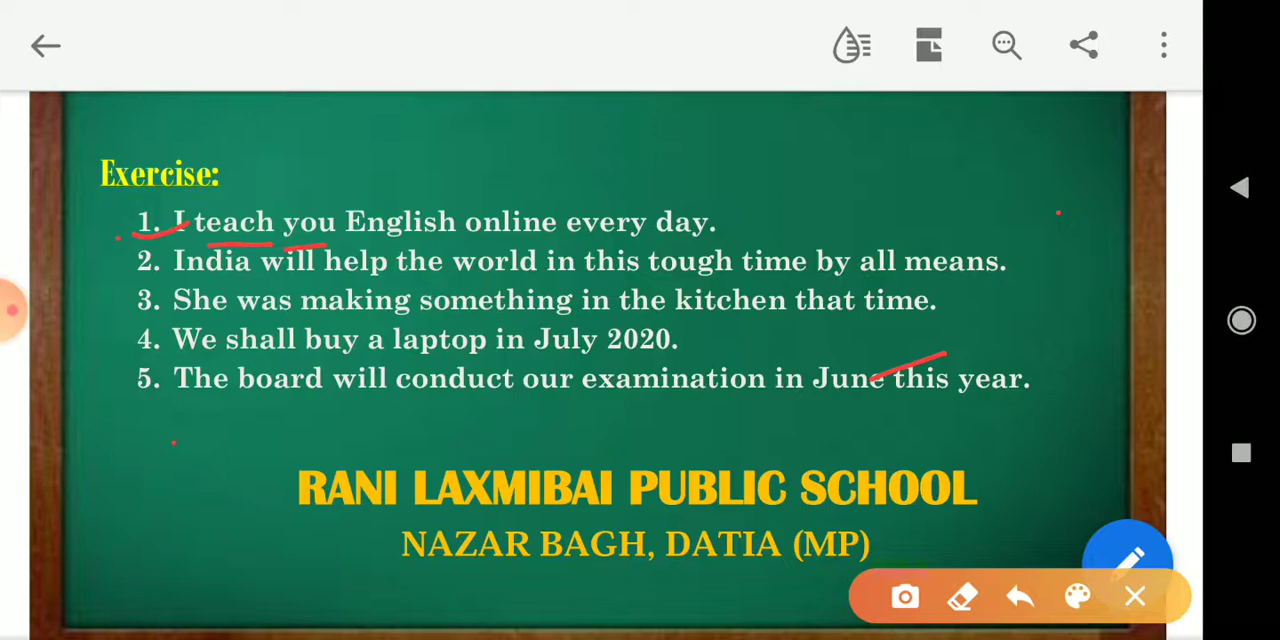 Exercise:
1. I teach you English online every day.
2. India will help the world in this tough time by all means.
3. She was making something in the kitchen that time.
4. We shall buy a laptop in July 2020.
5. The board will conduct our examination in June this year.
RANI LAXMIBAI PUBLIC SCHOOL
NAZAR BAGH, DATIA (MP)